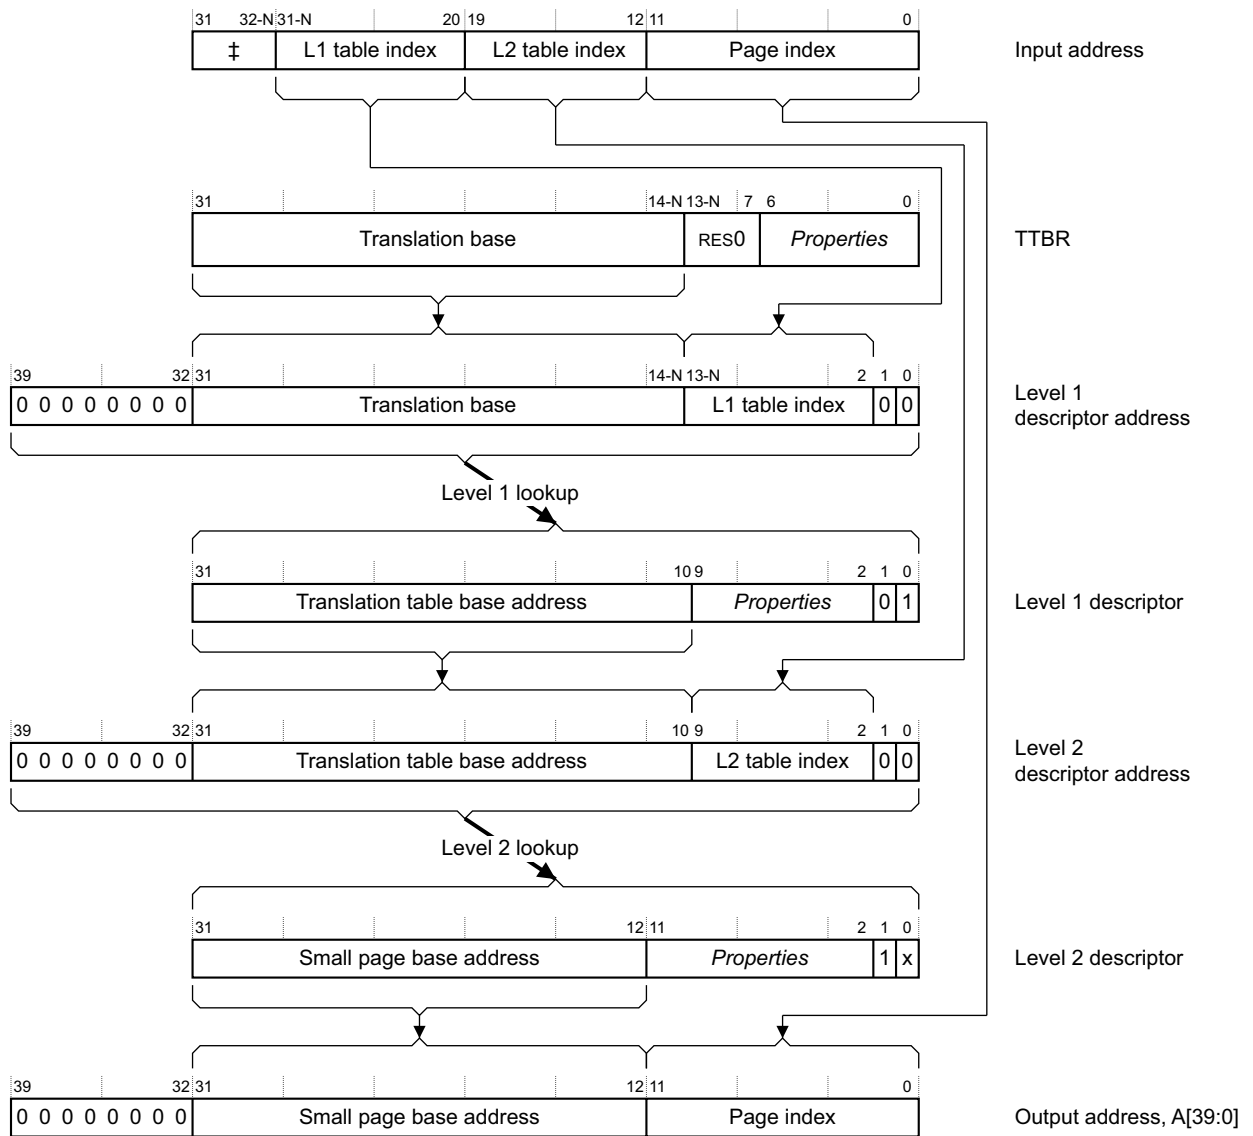 31 32-N 31-N 20 19 12 11 0
‡ L1 table index L2 table index Page index Input address
31 14-N 13-N 7 6 0
Translation base RES0 Properties TTBR
39 32 31 14-N 13-N 2 1 0
0 0 0 0 0 0 0 0 Translation base L1 table index 0 0 Level 1
descriptor address
Level 1 lookup
31 10 9 2 1 0
Translation table base address Properties 0 1 Level 1 descriptor
39 32 31 10 9 2 1 0
0 0 0 0 0 0 0 0 Translation table base address L2 table index 0 0 Level 2
descriptor address
Level 2 lookup
31 12 11 2 1 0
Small page base address Properties 1 x Level 2 descriptor
39 32 31 12 11 0
0 0 0 0 0 0 0 0 Small page base address Page index Output address, A[39:0]